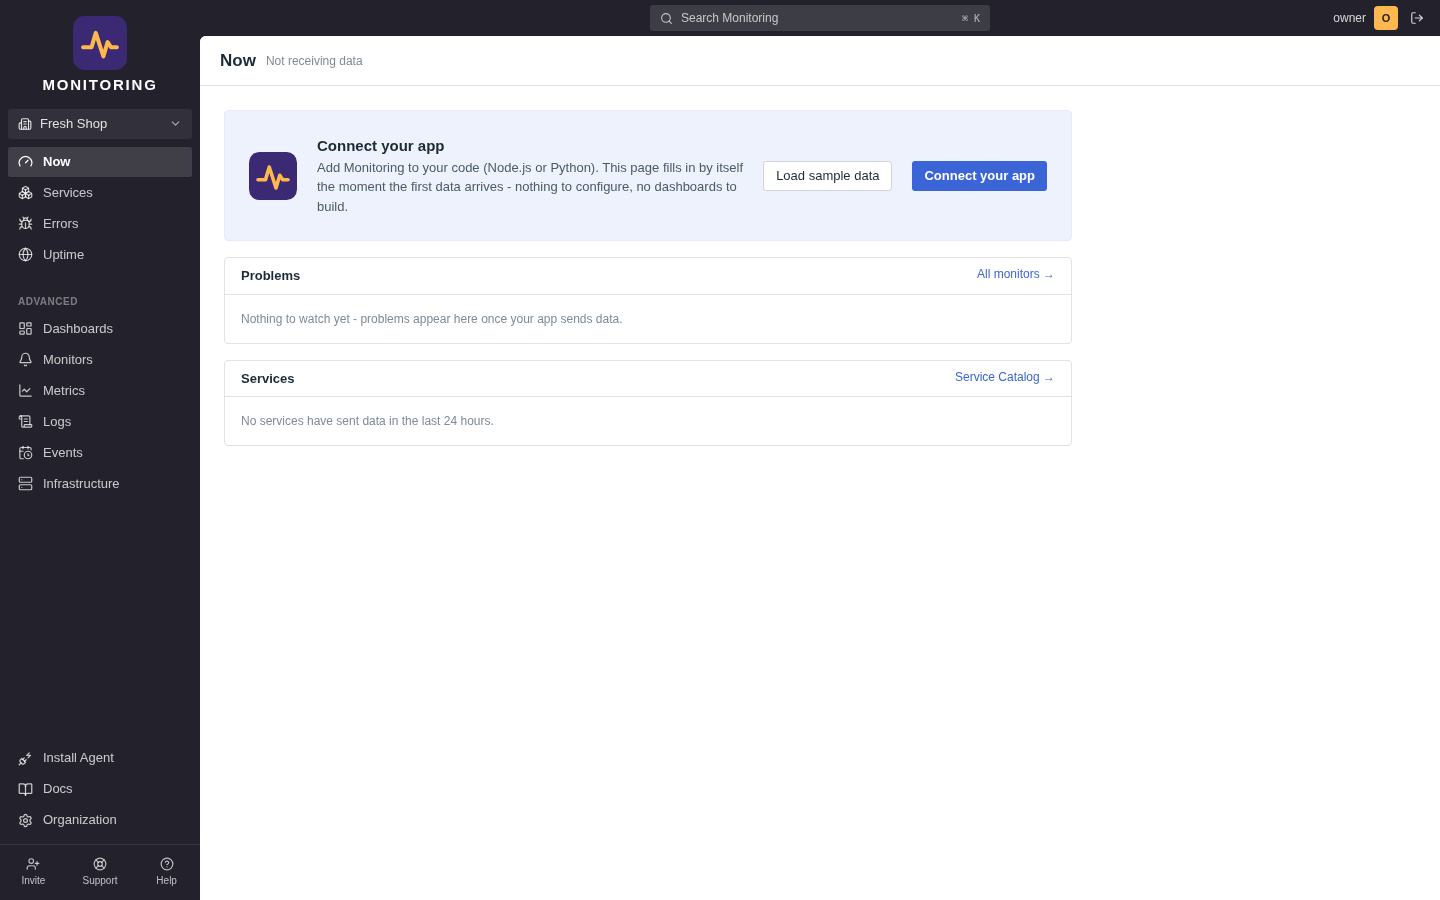 MONITORING
Search Monitoring
⌘ K
owner
O
Fresh Shop
Now
Services
Errors
Uptime
ADVANCED
Dashboards
Monitors
Metrics
Logs
Events
Infrastructure
Install Agent
Docs
Organization
Invite
Support
Help
Now
Not receiving data
Connect your app
Add Monitoring to your code (Node.js or Python). This page fills in by itself
the moment the first data arrives - nothing to configure, no dashboards to
build.
Load sample data
Connect your app
Problems
All monitors →
Nothing to watch yet - problems appear here once your app sends data.
Services
Service Catalog →
No services have sent data in the last 24 hours.